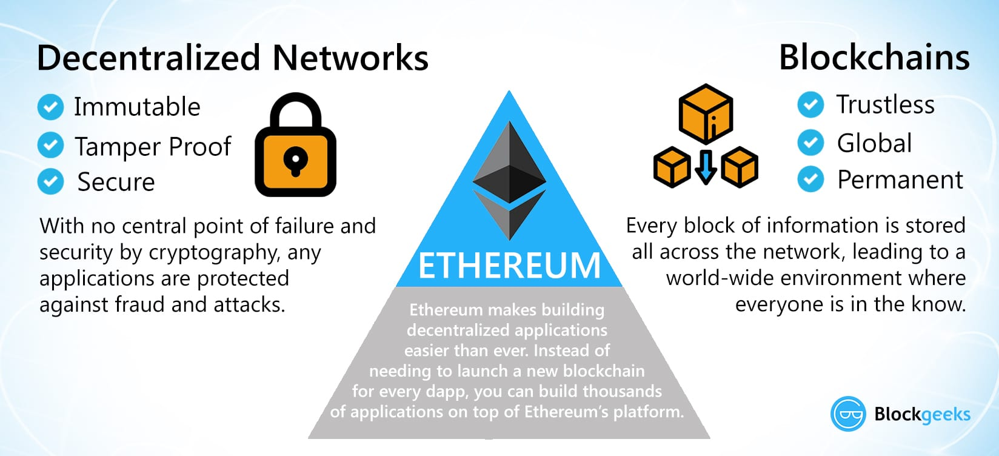 Decentralized Networks
Immutable
Tamper Proof
Secure
With no central point of failure and
security by cryptography, any
applications are protected
against fraud and attacks.
ETHEREUM
Ethereum makes building
decentralized applications
easier than ever. Instead of
needing to launch a new blockchain
for every dapp, you can build thousands
of applications on top of Ethereum's platform.
Blockchains
Trustless
Global
Permanent
Every block of information is stored
all across the network, leading to a
world-wide environment where
everyone is in the know.
Blockgeeks